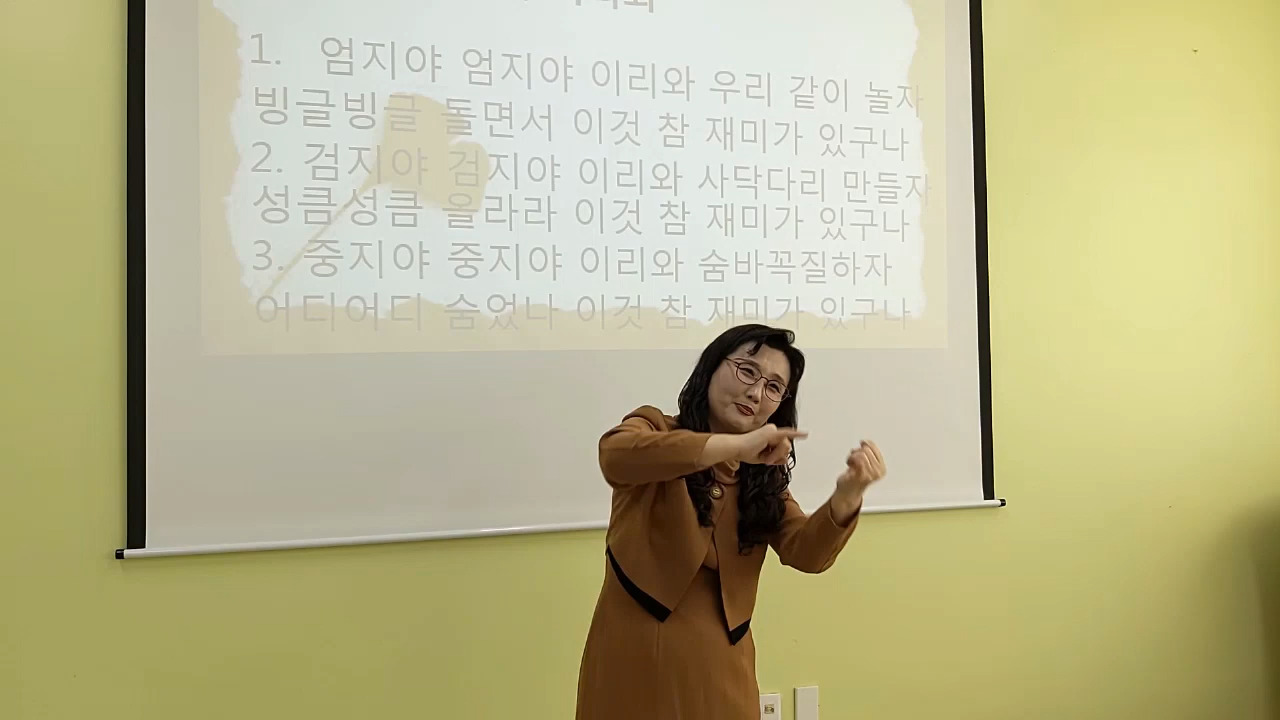 이리와
1. 엄지야 엄지야 이리와 우리 같이 놀자
빙글빙글 돌면서 이것 참 재미가 있구나
2. 검지야 검지야 이리와 사닥다리 만들자
성큼성큼 올라라 이것 참 재미가 있구나
3. 중지야 중지야 이리와 숨바꼭질하자
어디어디 숨었나 이것 참 재미가 있구나